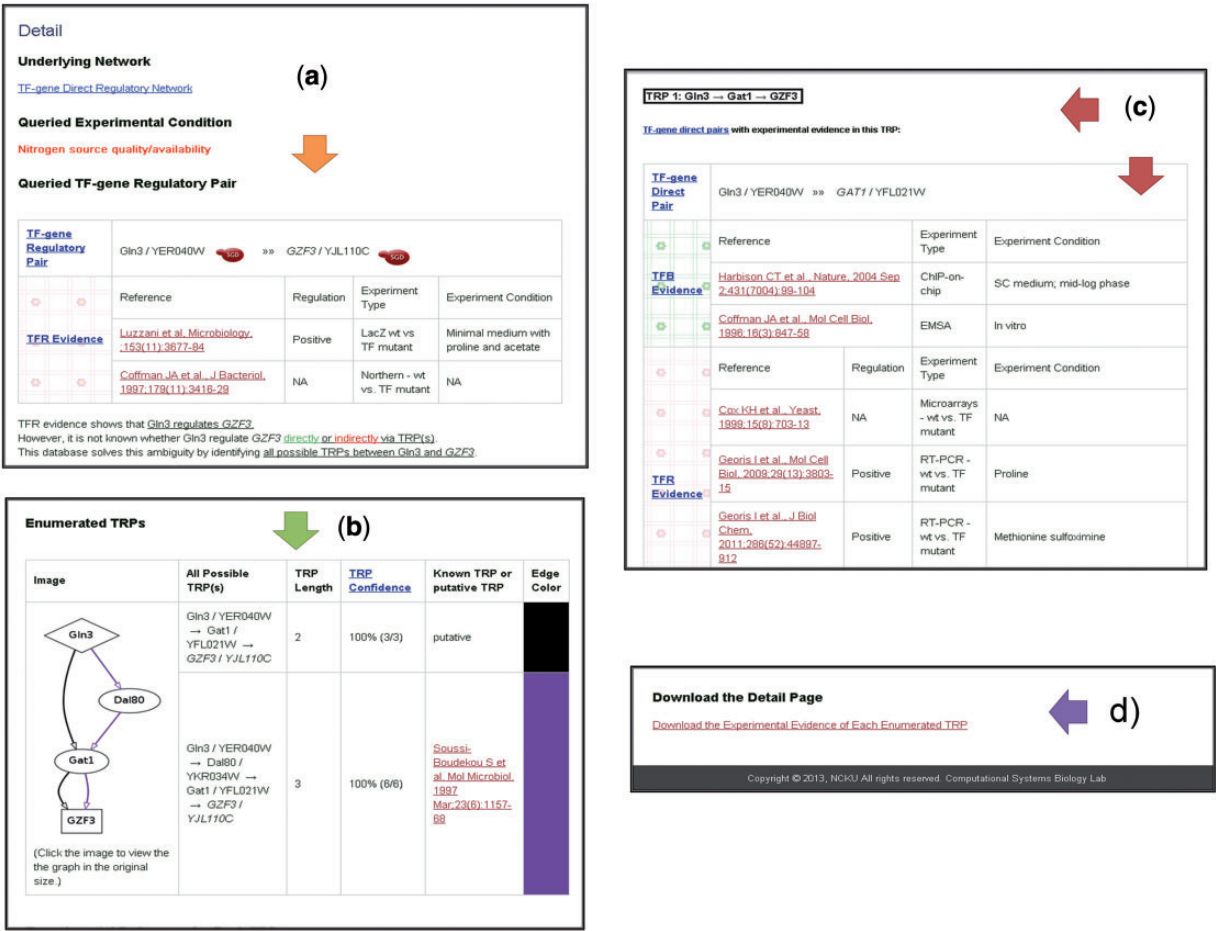 Detail
Underlying Network
(a)
TF-gene Direct Regulatory Network
Queried Experimental Condition
Nitrogen source quality/availability
Queried TF-gene Regulatory Pair
TF-gene
Regulatory
Pair
Gln3 / YER040W SGD »» GZF3 / YJL110C SGD
TFR Evidence
Reference
Regulation
Experiment
Type
Experiment Condition
Luzzani et al, Microbiology,
;153(11):3677-84
Positive
LacZ wt vs
TF mutant
Minimal medium with
proline and acetate
Coffman JA et al., J Bacteriol,
1997;179(11):3416-29
NA
Northern - wt
vs. TF mutant
NA
TFR evidence shows that Gln3 regulates GZF3.
However, it is not known whether Gln3 regulate GZF3 directly or indirectly via TRP(s).
This database solves this ambiguity by identifying all possible TRPs between Gln3 and GZF3.
Enumerated TRPs
(b)
Image
All Possible
TRP(s)
TRP
Length
TRP
Confidence
Known TRP or
putative TRP
Edge
Color
Gln3
Dal80
Gat1
GZF3
(Click the image to view the
the graph in the original
size.)
Gln3 / YER040W
→ Gat1 /
YFL021W →
GZF3 / YJL110C
2
100% (3/3)
putative
Gln3 / YER040W
→ Dal80 /
YKR034W →
Gat1 / YFL021W
→ GZF3 /
YJL110C
3
100% (6/6)
Soussi-
Boudekou S et
al. Mol Microbiol.
1997
Mar;23(6):1157-
68
TRP 1: Gln3 → Gat1 → GZF3
(c)
TF-gene direct pairs with experimental evidence in this TRP:
TF-gene
Direct
Pair
Gln3 / YER040W »» GAT1 / YFL021W
TFB
Evidence
Reference
Experiment
Type
Experiment Condition
Harbison CT et al., Nature, 2004 Sep
2;431(7004):99-104
ChIP-on-
chip
SC medium; mid-log phase
Coffman JA et al., Mol Cell Biol,
1996;16(3):847-58
EMSA
In vitro
TFR
Evidence
Reference
Regulation
Experiment
Type
Experiment Condition
Cox KH et al., Yeast,
1999;15(8):703-13
NA
Microarrays
- wt vs. TF
mutant
NA
Georis I et al., Mol Cell
Biol, 2009;29(13):3803-
15
Positive
RT-PCR -
wt vs. TF
mutant
Proline
Georis I et al., J Biol
Chem,
2011;286(52):44897-
912
Positive
RT-PCR -
wt vs. TF
mutant
Methionine sulfoximine
Download the Detail Page
Download the Experimental Evidence of Each Enumerated TRP
d)
Copyright © 2013, NCKU All rights reserved. Computational Systems Biology Lab